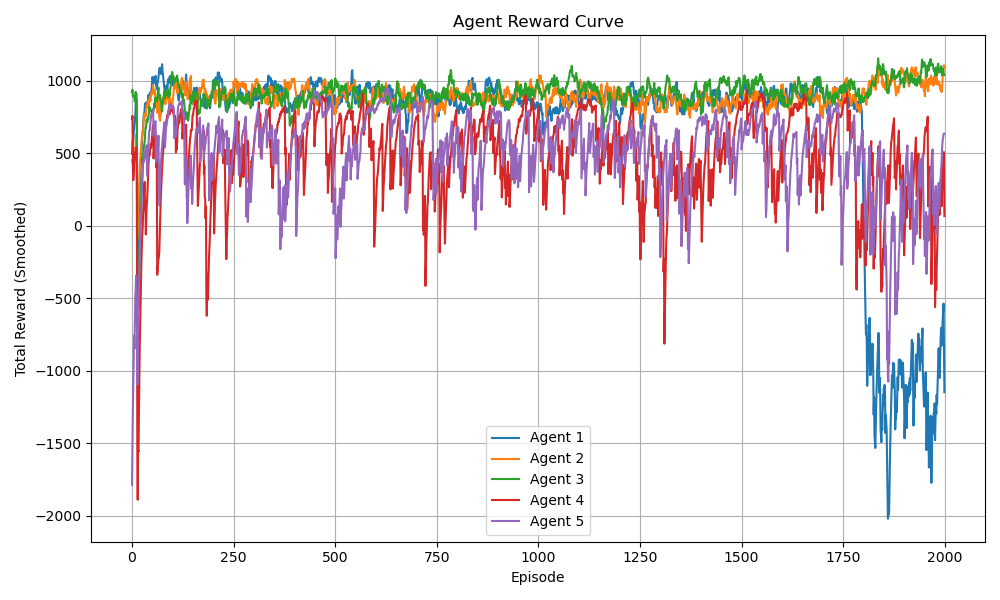 Agent Reward Curve
Total Reward (Smoothed)
1000
500
0
−500
−1000
−1500
−2000
Agent 1
Agent 2
Agent 3
Agent 4
Agent 5
0 250 500 750 1000 1250 1500 1750 2000
Episode